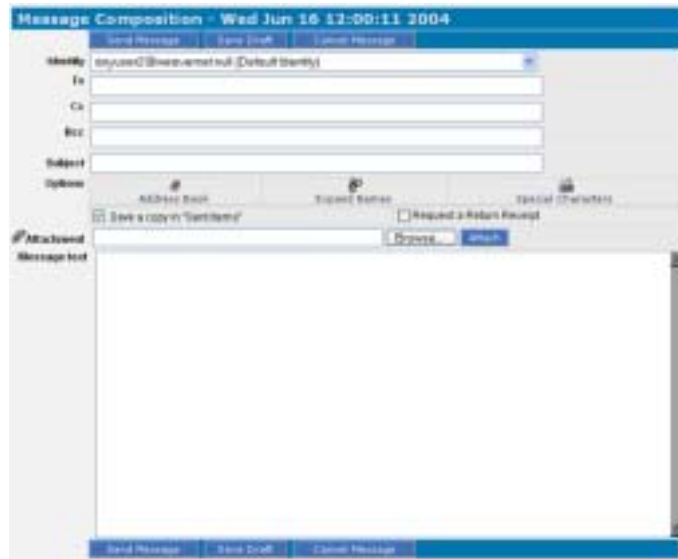 Message Composition - Wed Jun 16 12:00:11 2004
Send Message Save Draft Cancel Message
Identity (Default Identity)
To
Cc
Bcc
Subject
Options Address Book Expand Names Special Characters
Save a copy in "Sent Items" Request a Return Receipt
Attachment Browse... Attach
Message text
Send Message Save Draft Cancel Message